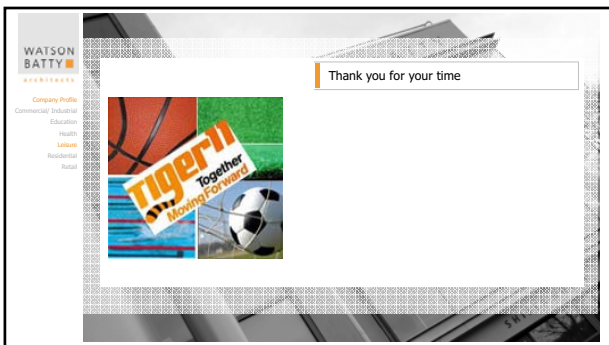 WATSON
BATTY
architects
Company Profile
Commercial/ Industrial
Education
Health
Leisure
Residential
Retail
Thank you for your time
Tiger11
Together
Moving Forward